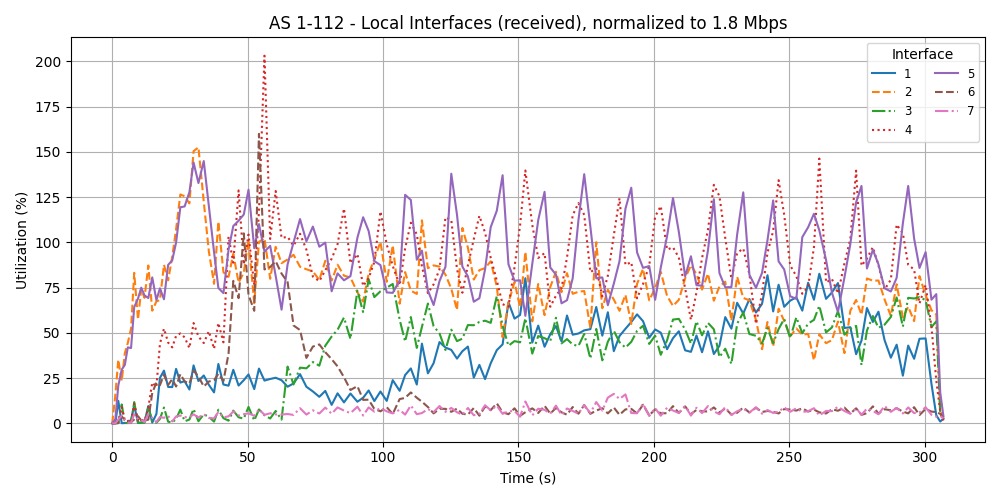 AS 1-112 - Local Interfaces (received), normalized to 1.8 Mbps
Utilization (%)
200
175
150
125
100
75
50
25
0
Interface
1 5
2 6
3 7
4
0 50 100 150 200 250 300
Time (s)